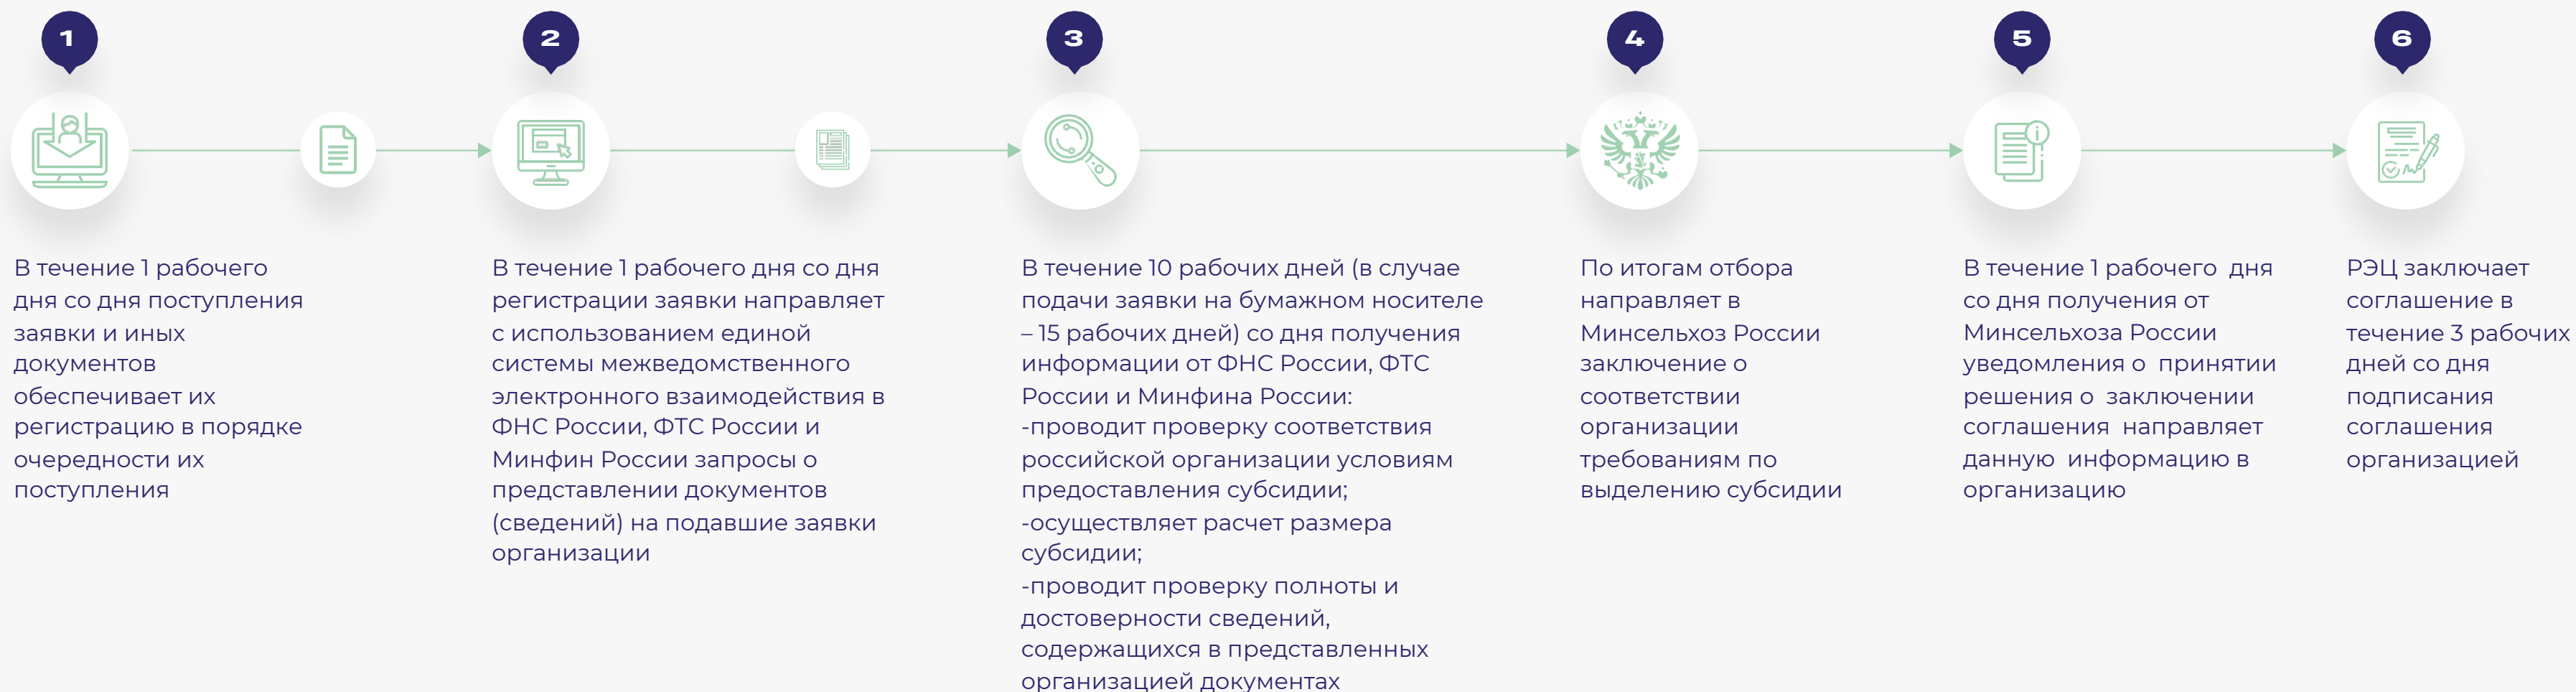 1
В течение 1 рабочего
дня со дня поступления
заявки и иных
документов
обеспечивает их
регистрацию в порядке
очередности их
поступления
2
В течение 1 рабочего дня со дня
регистрации заявки направляет
с использованием единой
системы межведомственного
электронного взаимодействия в
ФНС России, ФТС России и
Минфин России запросы о
представлении документов
(сведений) на подавшие заявки
организации
3
В течение 10 рабочих дней (в случае
подачи заявки на бумажном носителе
– 15 рабочих дней) со дня получения
информации от ФНС России, ФТС
России и Минфина России:
-проводит проверку соответствия
российской организации условиям
предоставления субсидии;
-осуществляет расчет размера
субсидии;
-проводит проверку полноты и
достоверности сведений,
содержащихся в представленных
организацией документах
4
По итогам отбора
направляет в
Минсельхоз России
заключение о
соответствии
организации
требованиям по
выделению субсидии
5
В течение 1 рабочего дня
со дня получения от
Минсельхоза России
уведомления о принятии
решения о заключении
соглашения направляет
данную информацию в
организацию
6
РЭЦ заключает
соглашение в
течение 3 рабочих
дней со дня
подписания
соглашения
организацией